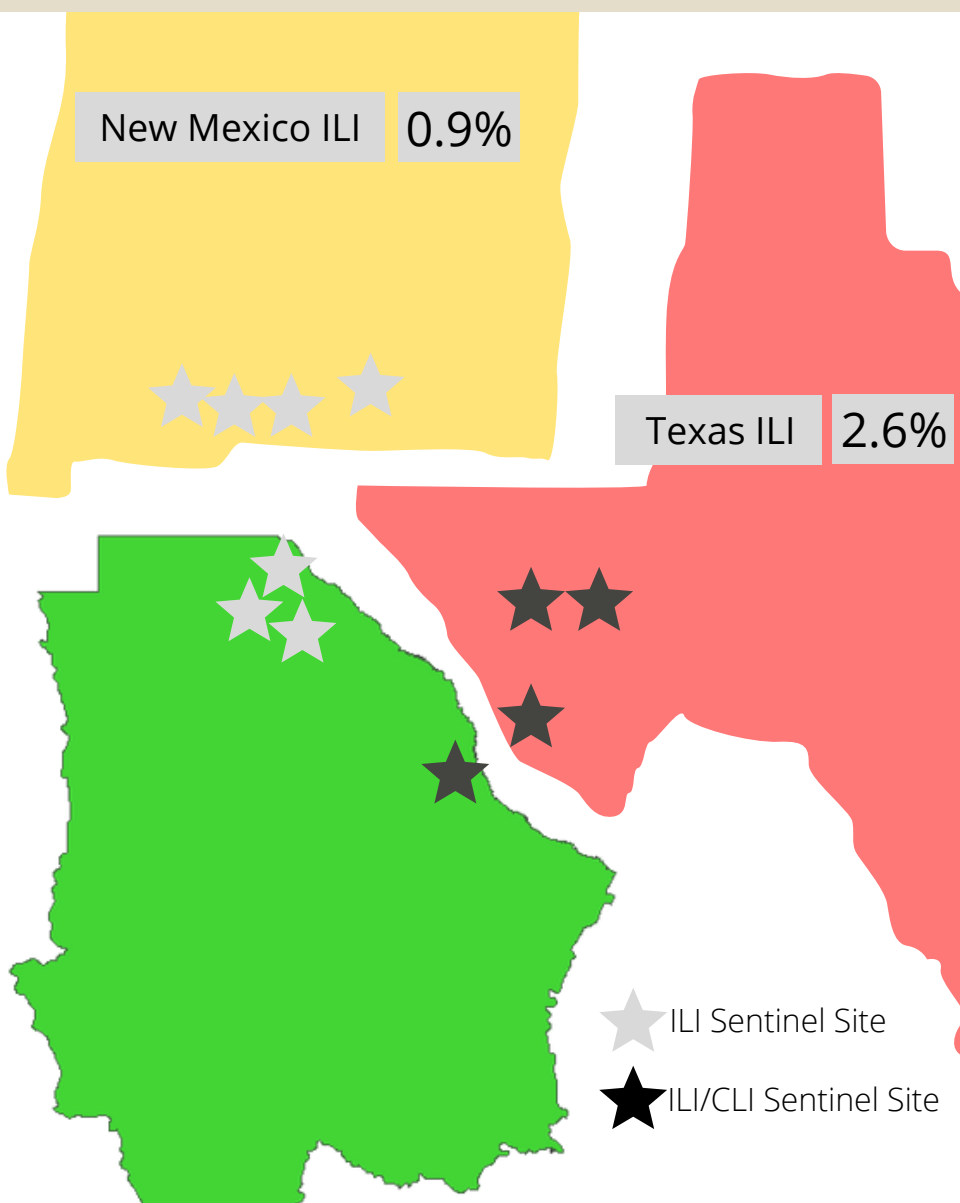 New Mexico ILI 0.9%
Texas ILI 2.6%
ILI Sentinel Site
ILI/CLI Sentinel Site